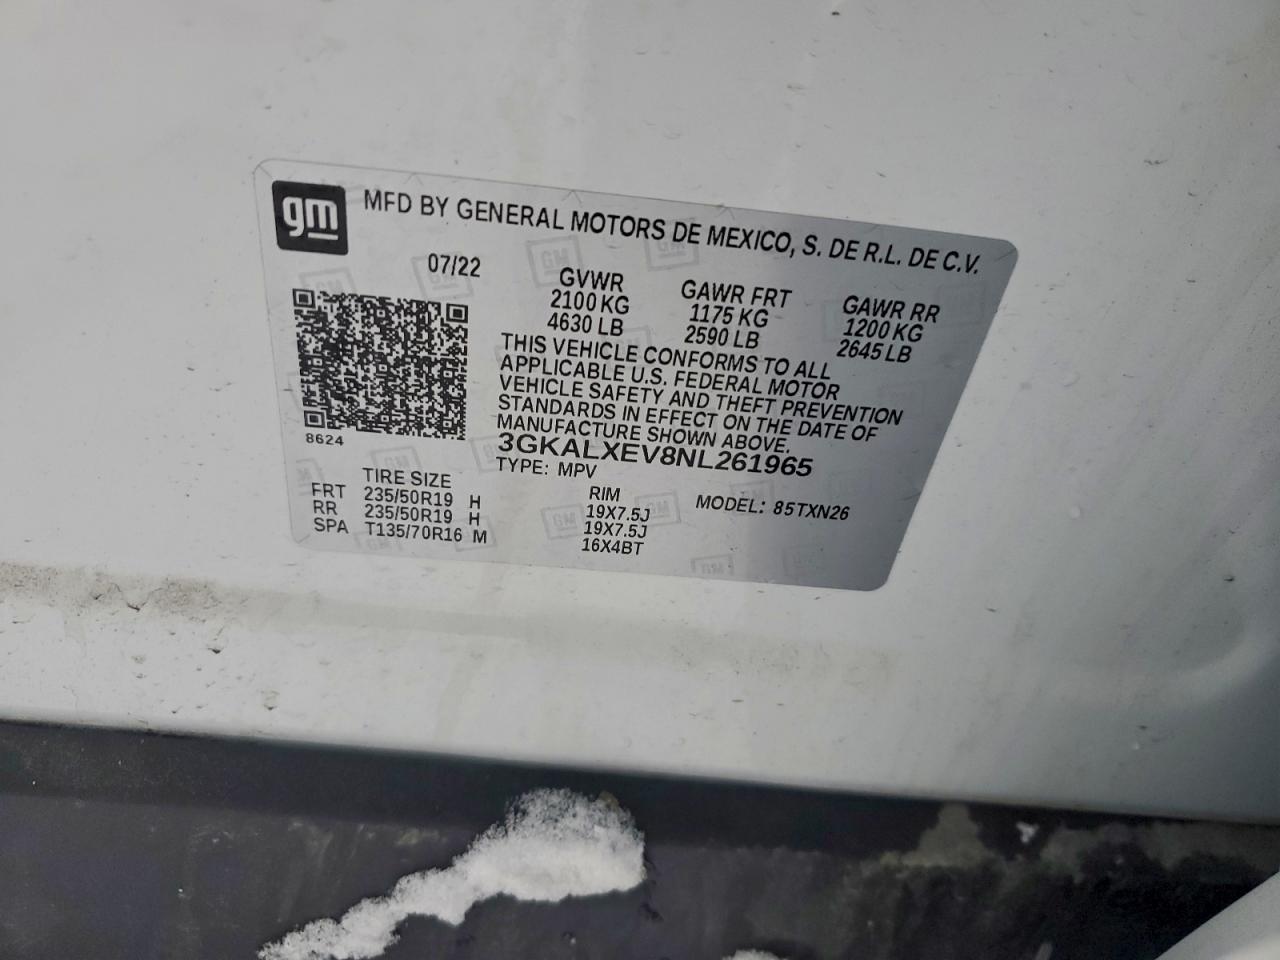 gm
MFD BY GENERAL MOTORS DE MEXICO, S. DE R.L. DE C.V.
07/22
GVWR GAWR FRT GAWR RR
2100 KG 1175 KG 1200 KG
4630 LB 2590 LB 2645 LB
THIS VEHICLE CONFORMS TO ALL
APPLICABLE U.S. FEDERAL MOTOR
VEHICLE SAFETY AND THEFT PREVENTION
STANDARDS IN EFFECT ON THE DATE OF
MANUFACTURE SHOWN ABOVE.
8624
3GKALXEV8NL261965
TYPE: MPV MODEL: 85TXN26
TIRE SIZE RIM
FRT 235/50R19 H 19X7.5J
RR 235/50R19 H 19X7.5J
SPA T135/70R16 M 16X4BT